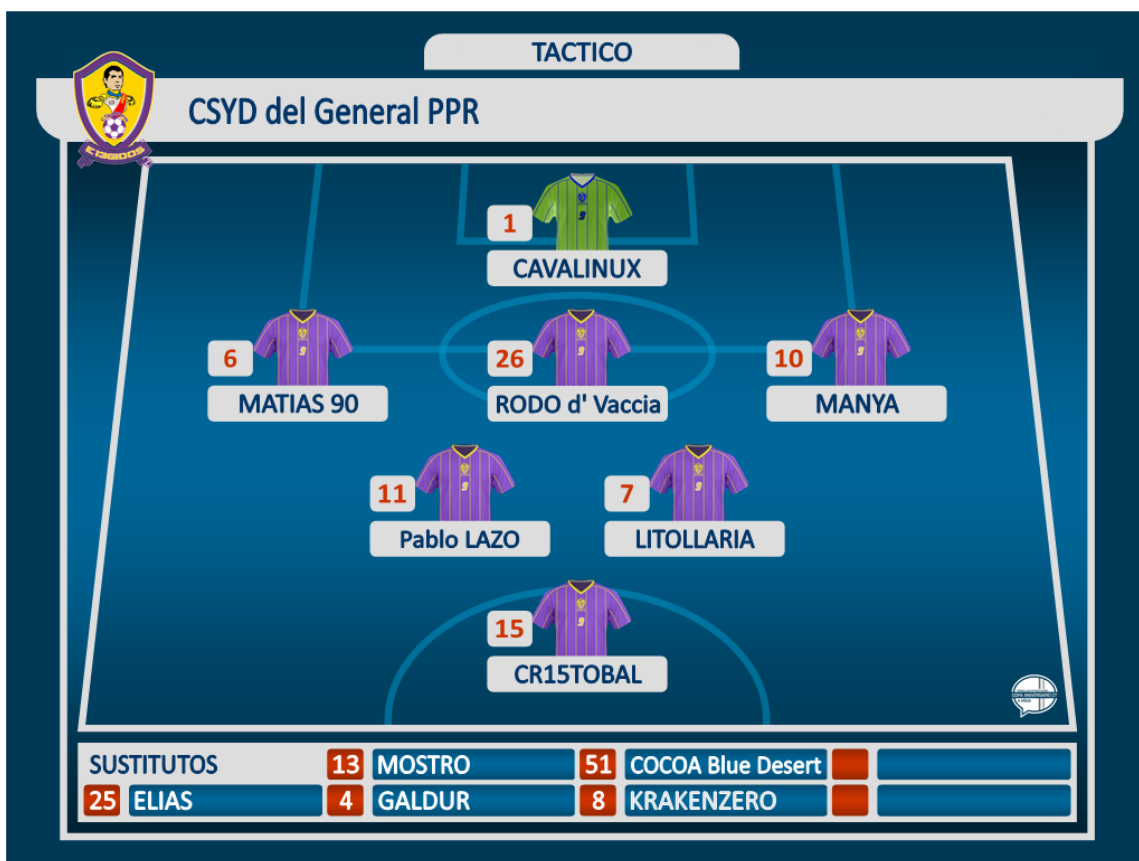 TACTICO
CSYD del General PPR
E13GIDOS
1
CAVALINUX
6
MATIAS 90
26
RODO d' Vaccia
10
MANYA
11
Pablo LAZO
7
LITOLLARIA
15
CR15TOBAL
SUSTITUTOS
13 MOSTRO
51 COCOA Blue Desert
25 ELIAS
4 GALDUR
8 KRAKENZERO